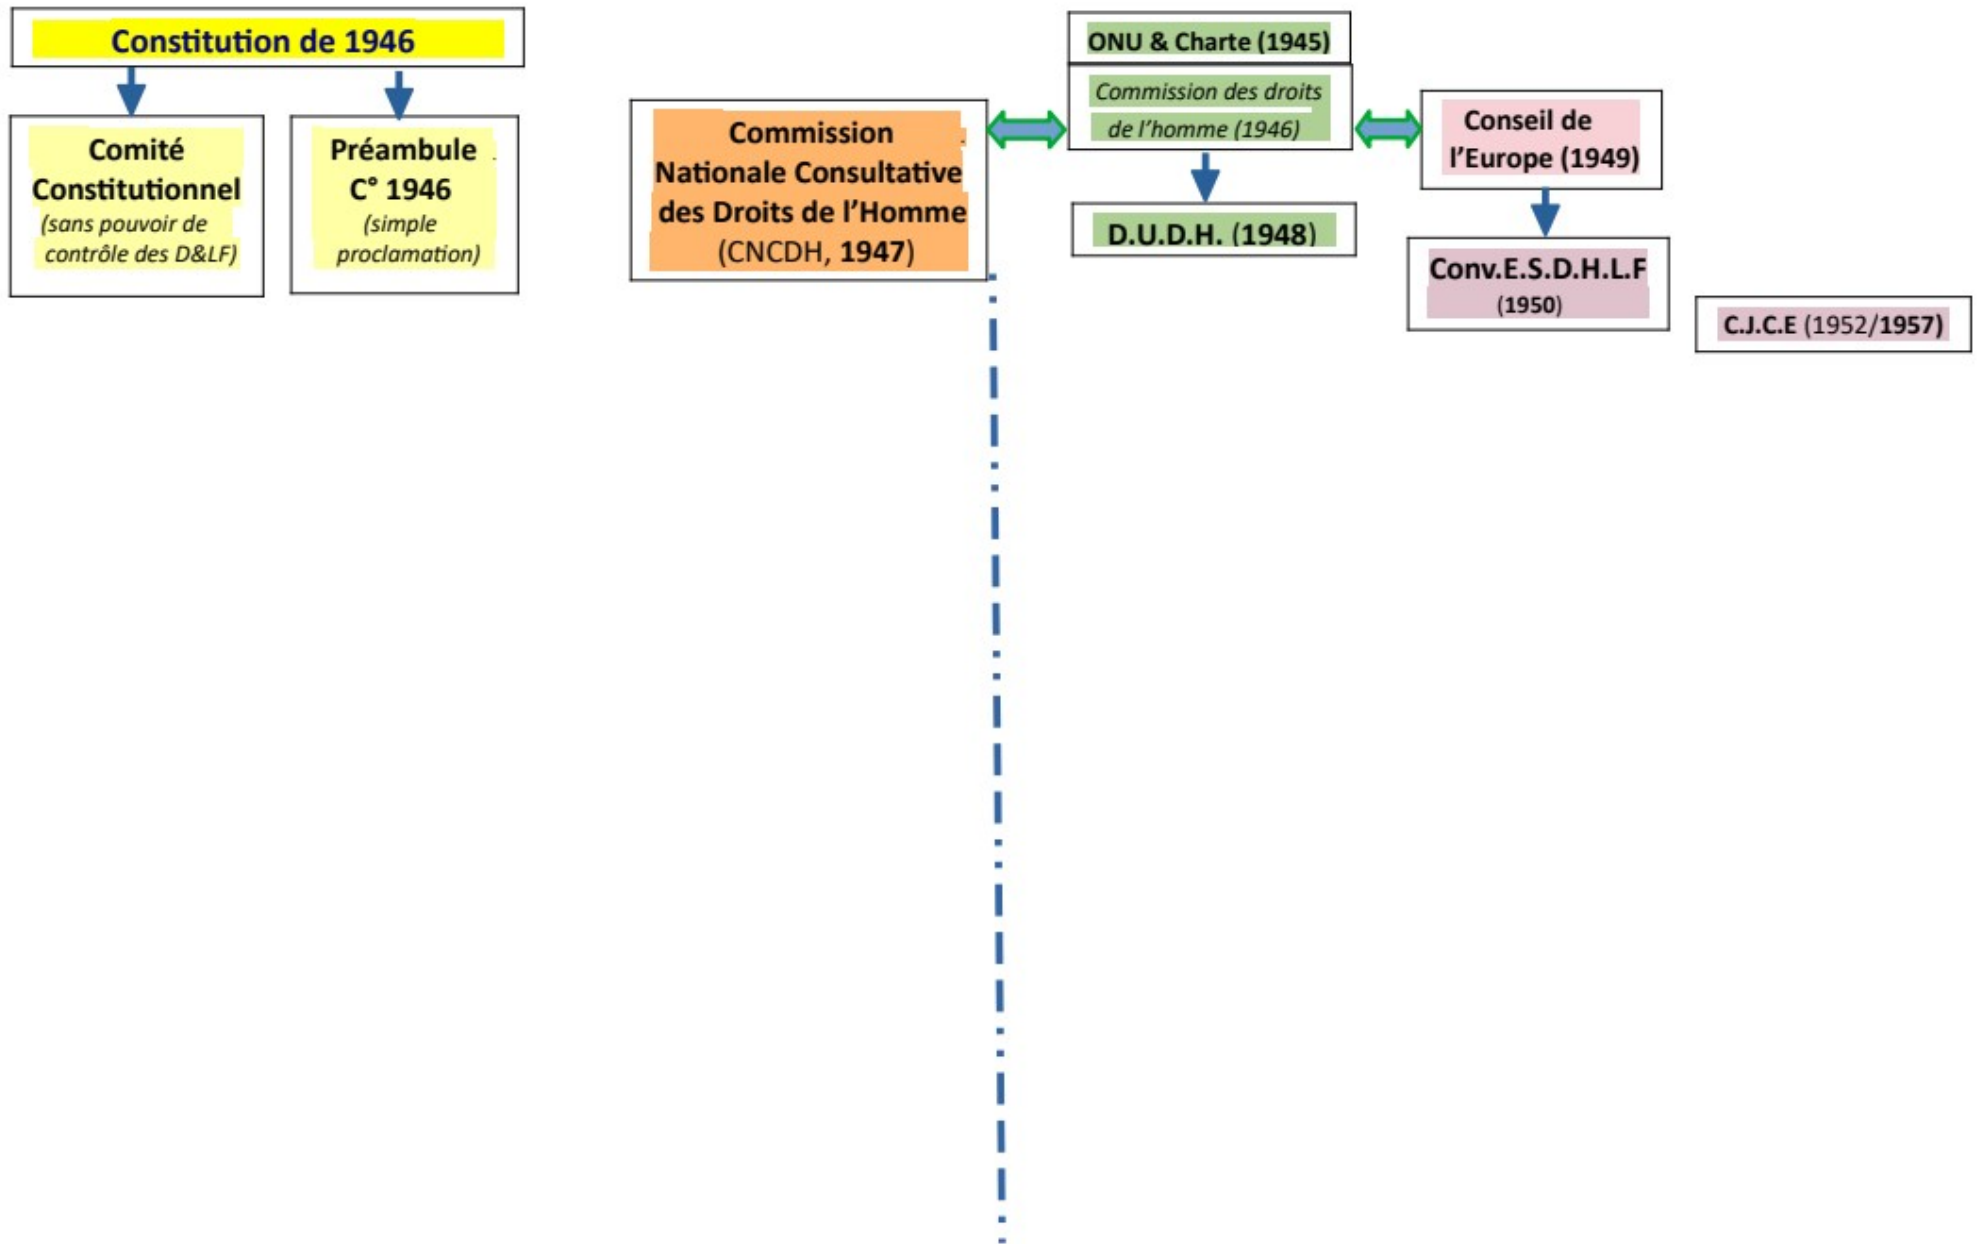 Constitution de 1946
Comité
Constitutionnel
(sans pouvoir de
contrôle des D&LF)
Préambule
C° 1946
(simple
proclamation)
Commission
Nationale Consultative
des Droits de l’Homme
(CNCDH, 1947)
ONU & Charte (1945)
Commission des droits
de l’homme (1946)
D.U.D.H. (1948)
Conseil de
l’Europe (1949)
Conv.E.S.D.H.L.F
(1950)
C.J.C.E (1952/1957)